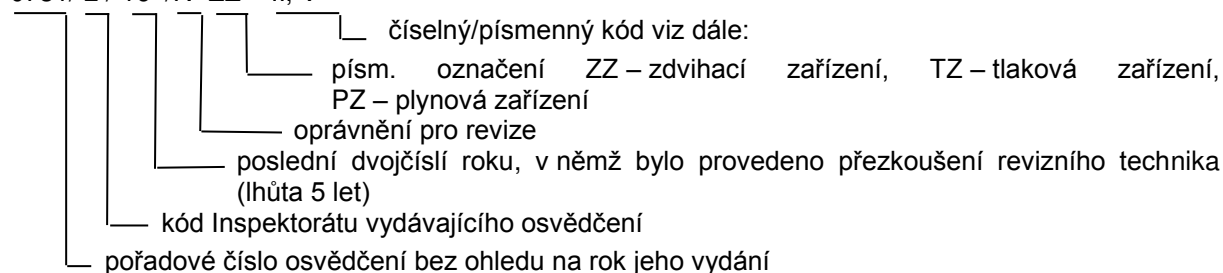 číselný/písmenný kód viz dále:
písm. označení ZZ – zdvihací zařízení, TZ – tlaková zařízení,
PZ – plynová zařízení
oprávnění pro revize
poslední dvojčíslí roku, v němž bylo provedeno přezkoušení revizního technika
(lhůta 5 let)
kód Inspektorátu vydávajícího osvědčení
pořadové číslo osvědčení bez ohledu na rok jeho vydání